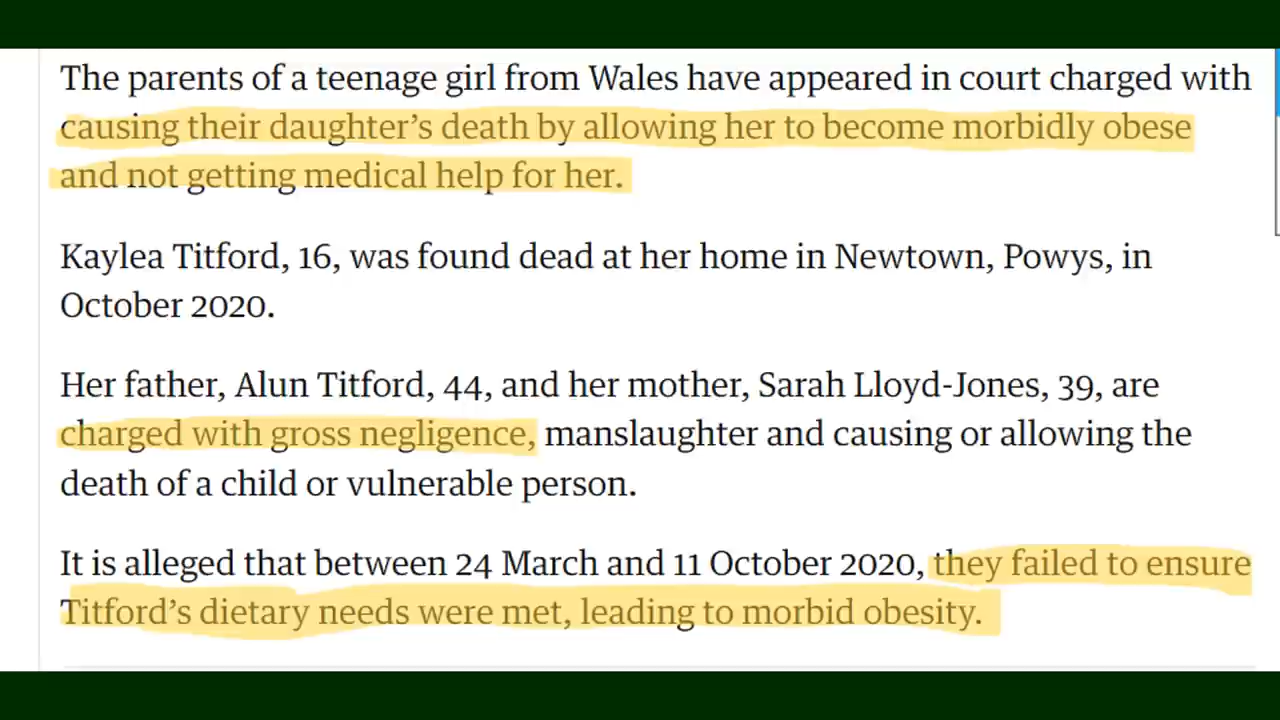 The parents of a teenage girl from Wales have appeared in court charged with
causing their daughter’s death by allowing her to become morbidly obese
and not getting medical help for her.
Kaylea Titford, 16, was found dead at her home in Newtown, Powys, in
October 2020.
Her father, Alun Titford, 44, and her mother, Sarah Lloyd-Jones, 39, are
charged with gross negligence, manslaughter and causing or allowing the
death of a child or vulnerable person.
It is alleged that between 24 March and 11 October 2020, they failed to ensure
Titford’s dietary needs were met, leading to morbid obesity.